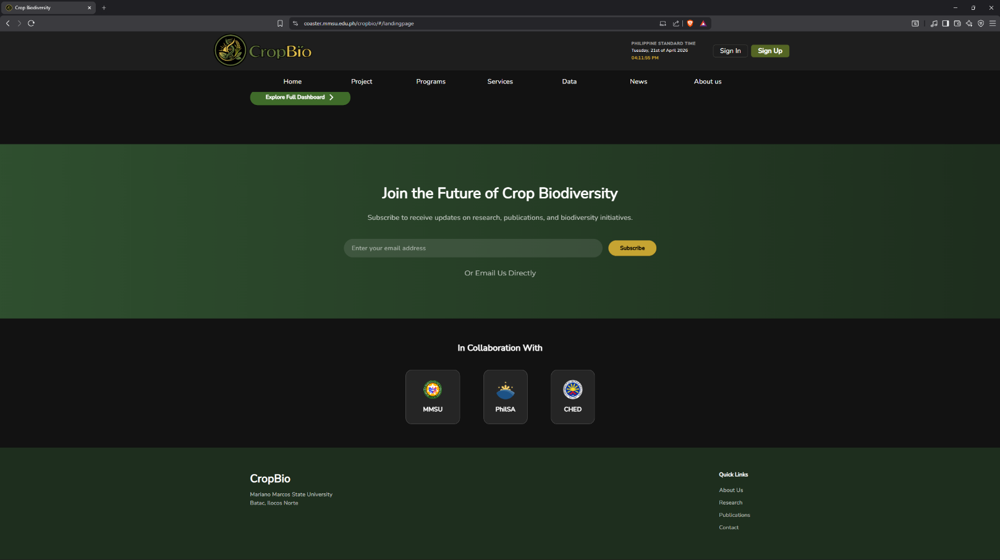 Crop Biodiversity
coaster.mmsu.edu.ph/cropbio/#/landingpage
CropBio
PHILIPPINE STANDARD TIME
Tuesday, 21st of April 2026
04:11:55 PM
Sign In
Sign Up
Home
Project
Programs
Services
Data
News
About us
Explore Full Dashboard
Join the Future of Crop Biodiversity
Subscribe to receive updates on research, publications, and biodiversity initiatives.
Enter your email address
Subscribe
Or Email Us Directly
In Collaboration With
MMSU
PhilSA
CHED
CropBio
Mariano Marcos State University
Batac, Ilocos Norte
Quick Links
About Us
Research
Publications
Contact